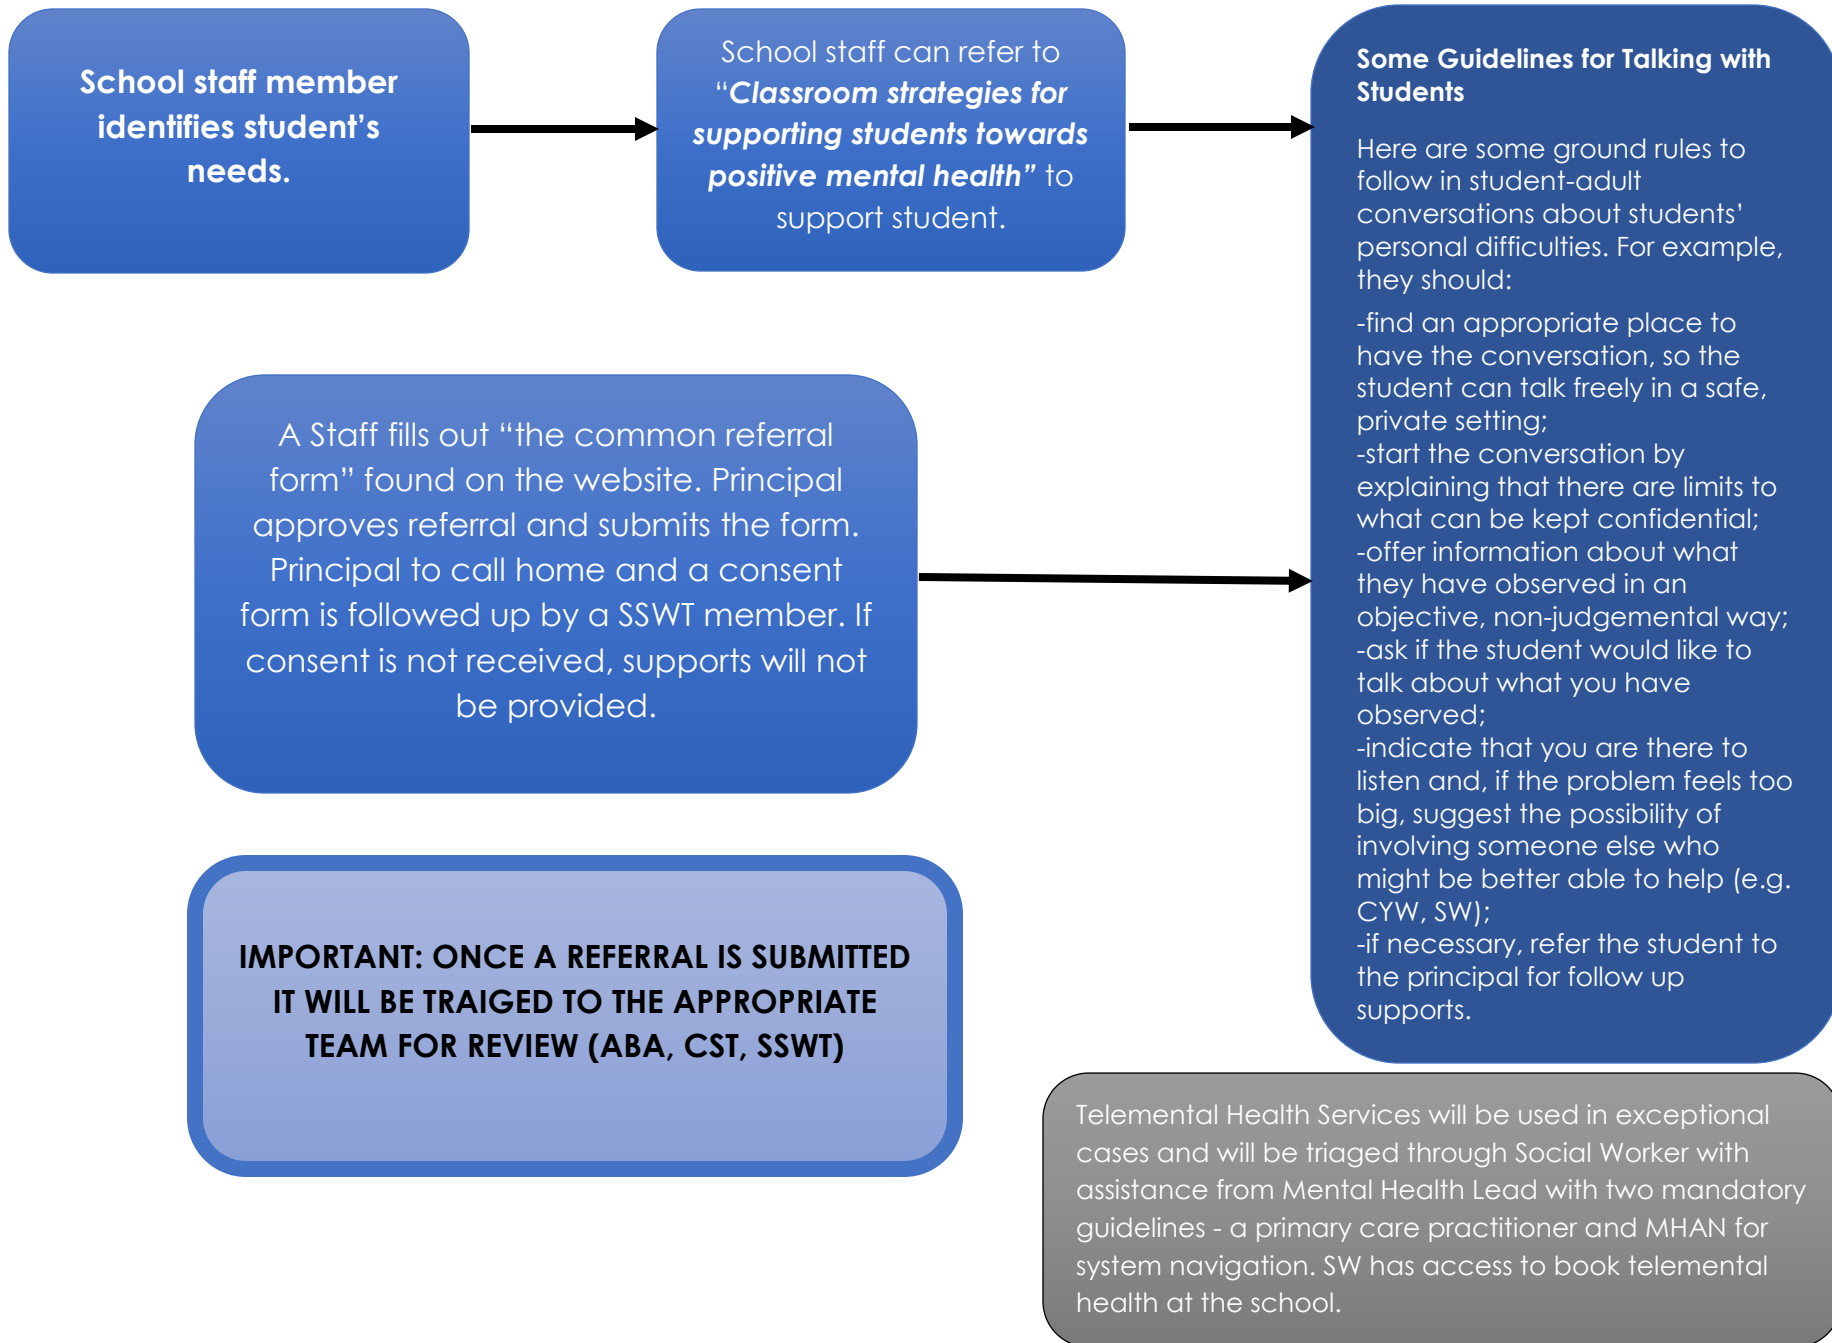 School staff member
identifies student’s
needs.
School staff can refer to
“Classroom strategies for
supporting students towards
positive mental health” to
support student.
Some Guidelines for Talking with
Students
Here are some ground rules to
follow in student-adult
conversations about students’
personal difficulties. For example,
they should:
-find an appropriate place to
have the conversation, so the
student can talk freely in a safe,
private setting;
-start the conversation by
explaining that there are limits to
what can be kept confidential;
-offer information about what
they have observed in an
objective, non-judgemental way;
-ask if the student would like to
talk about what you have
observed;
-indicate that you are there to
listen and, if the problem feels too
big, suggest the possibility of
involving someone else who
might be better able to help (e.g.
CYW, SW);
-if necessary, refer the student to
the principal for follow up
supports.
A Staff fills out “the common referral
form” found on the website. Principal
approves referral and submits the form.
Principal to call home and a consent
form is followed up by a SSWT member. If
consent is not received, supports will not
be provided.
IMPORTANT: ONCE A REFERRAL IS SUBMITTED
IT WILL BE TRAIGED TO THE APPROPRIATE
TEAM FOR REVIEW (ABA, CST, SSWT)
Telemental Health Services will be used in exceptional
cases and will be triaged through Social Worker with
assistance from Mental Health Lead with two mandatory
guidelines - a primary care practitioner and MHAN for
system navigation. SW has access to book telemental
health at the school.